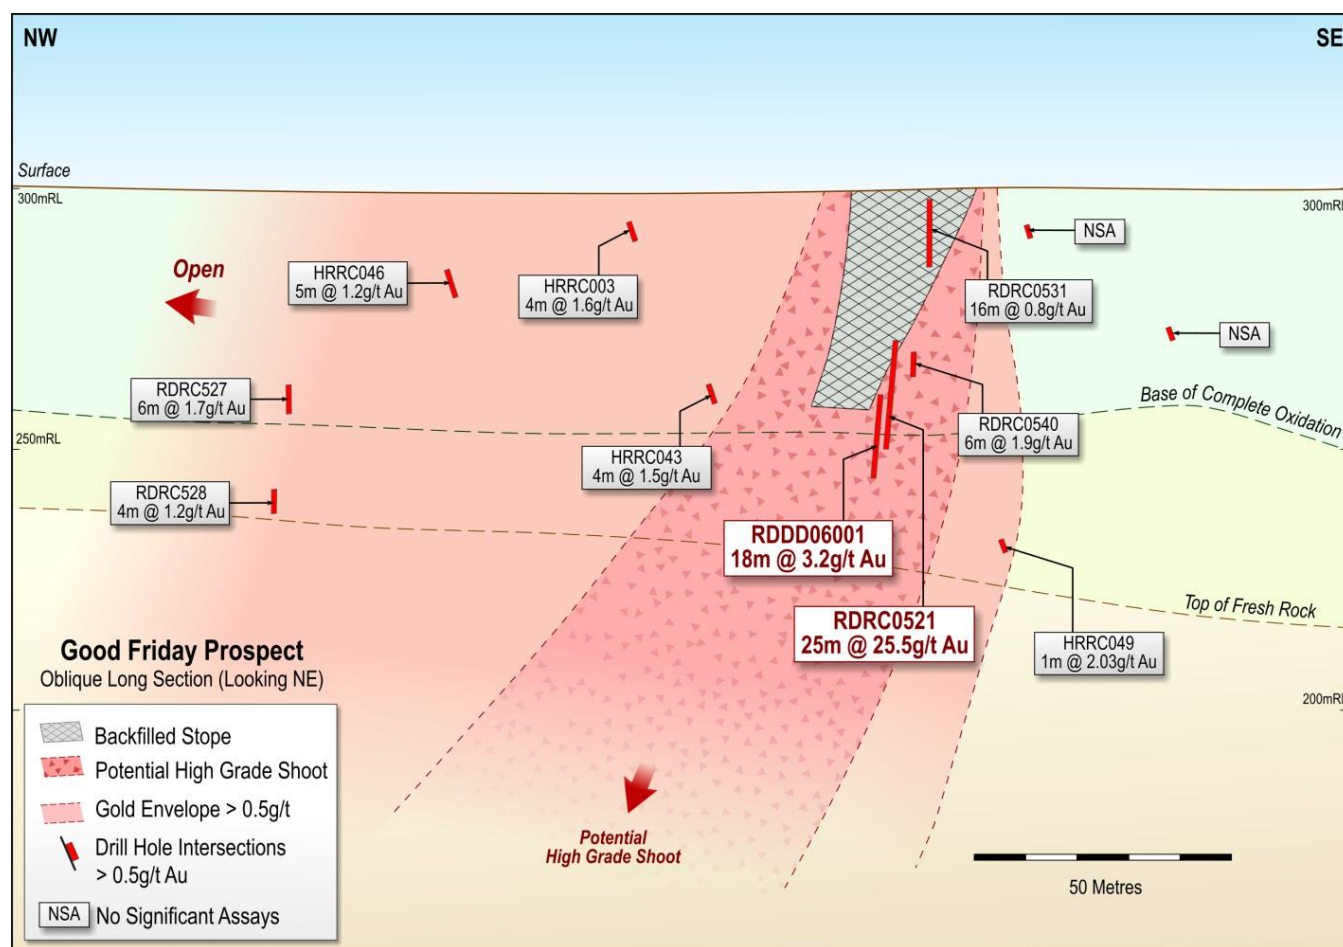 NW
SE
Surface
300mRL
300mRL
NSA
Open
HRRC046
5m @ 1.2g/t Au
HRRC003
4m @ 1.6g/t Au
RDRC0531
16m @ 0.8g/t Au
NSA
RDRC527
6m @ 1.7g/t Au
Base of Complete Oxidation
250mRL
RDRC0540
6m @ 1.9g/t Au
HRRC043
4m @ 1.5g/t Au
RDRC528
4m @ 1.2g/t Au
RDDD06001
18m @ 3.2g/t Au
Top of Fresh Rock
RDRC0521
25m @ 25.5g/t Au
HRRC049
1m @ 2.03g/t Au
200mRL
Good Friday Prospect
Oblique Long Section (Looking NE)
Backfilled Stope
Potential High Grade Shoot
Gold Envelope > 0.5g/t
Drill Hole Intersections
> 0.5g/t Au
NSA No Significant Assays
Potential
High Grade Shoot
50 Metres